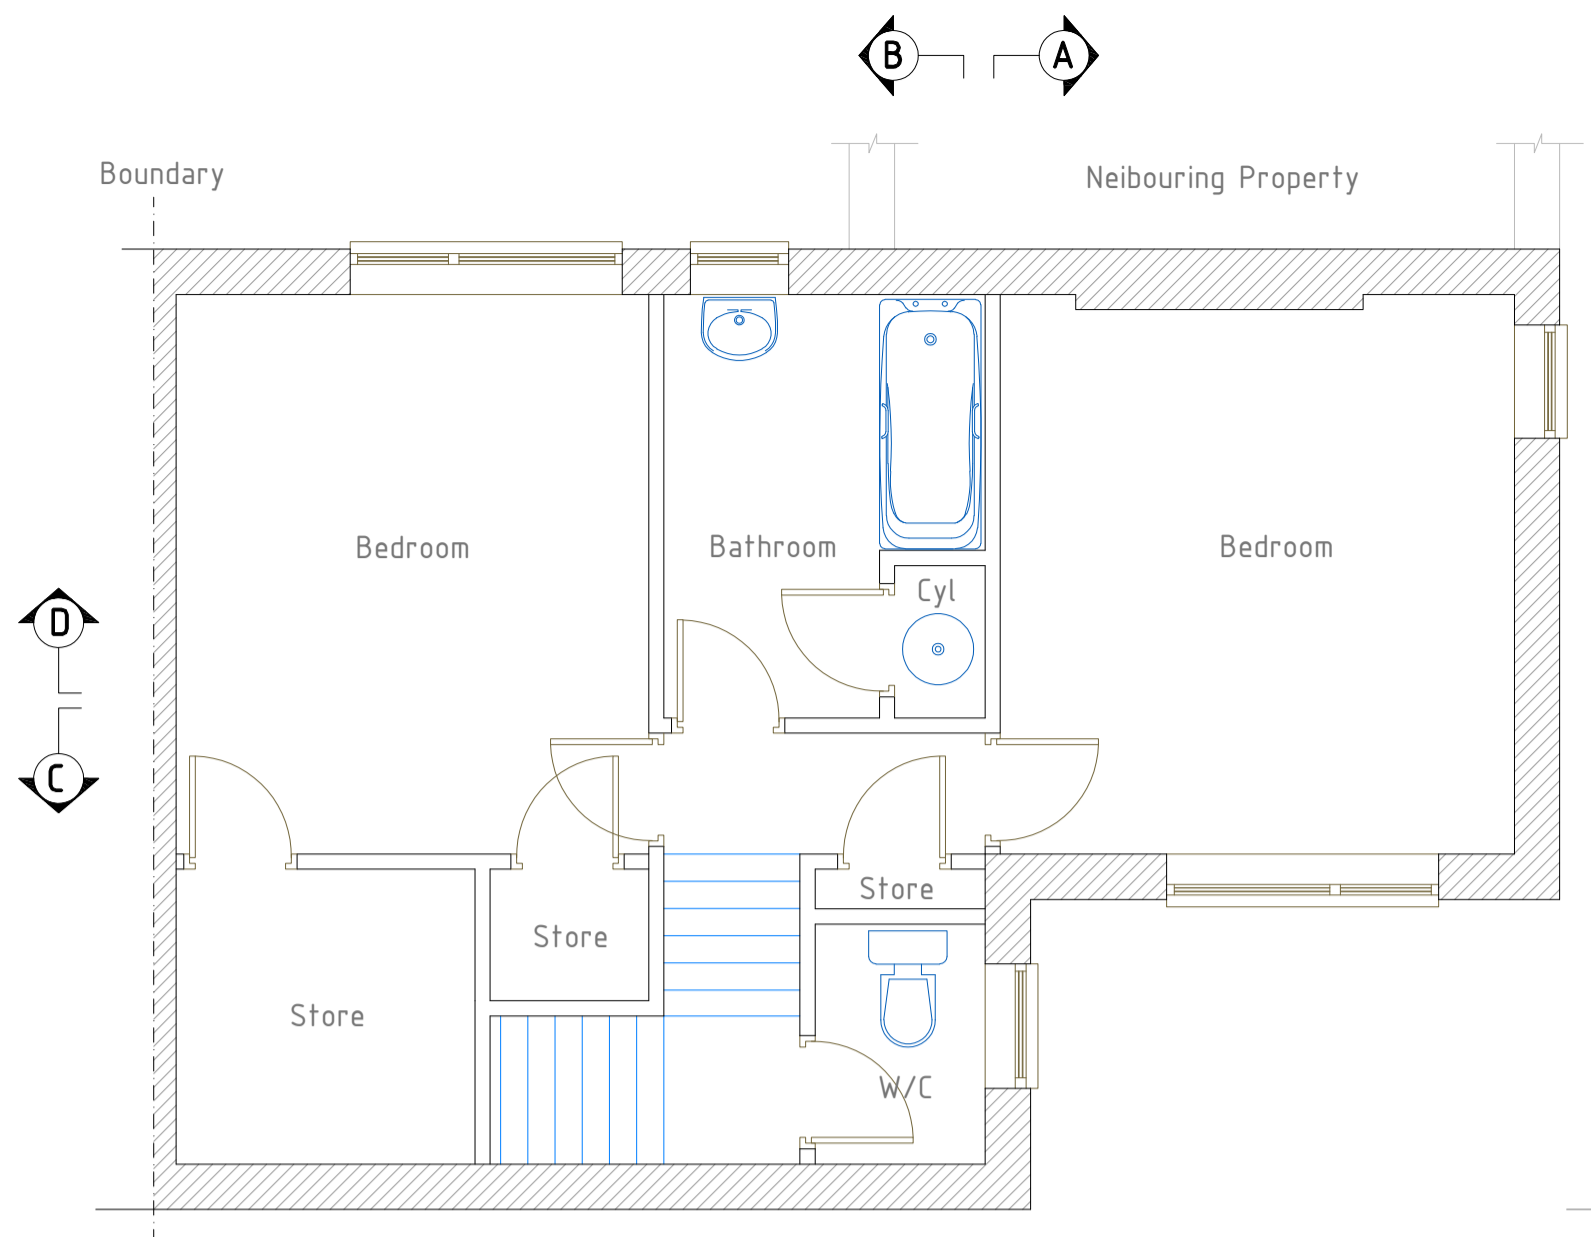 B
A
Boundary
Neibouring Property
Bedroom
Bathroom
Bedroom
Cyl
D
C
Store
Store
Store
W/C